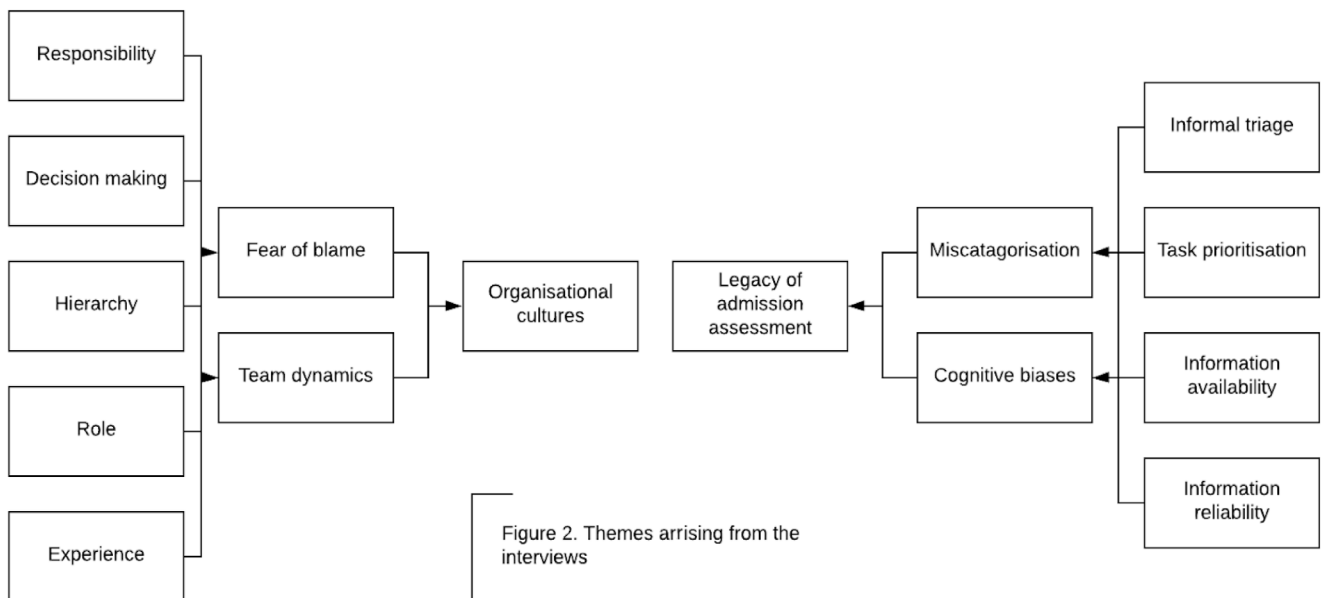 Responsibility
Decision making
Hierarchy
Role
Experience
Fear of blame
Team dynamics
Organisational
cultures
Legacy of
admission
assessment
Miscatagorisation
Cognitive biases
Informal triage
Task prioritisation
Information
availability
Information
reliability
Figure 2. Themes arrising from the
interviews